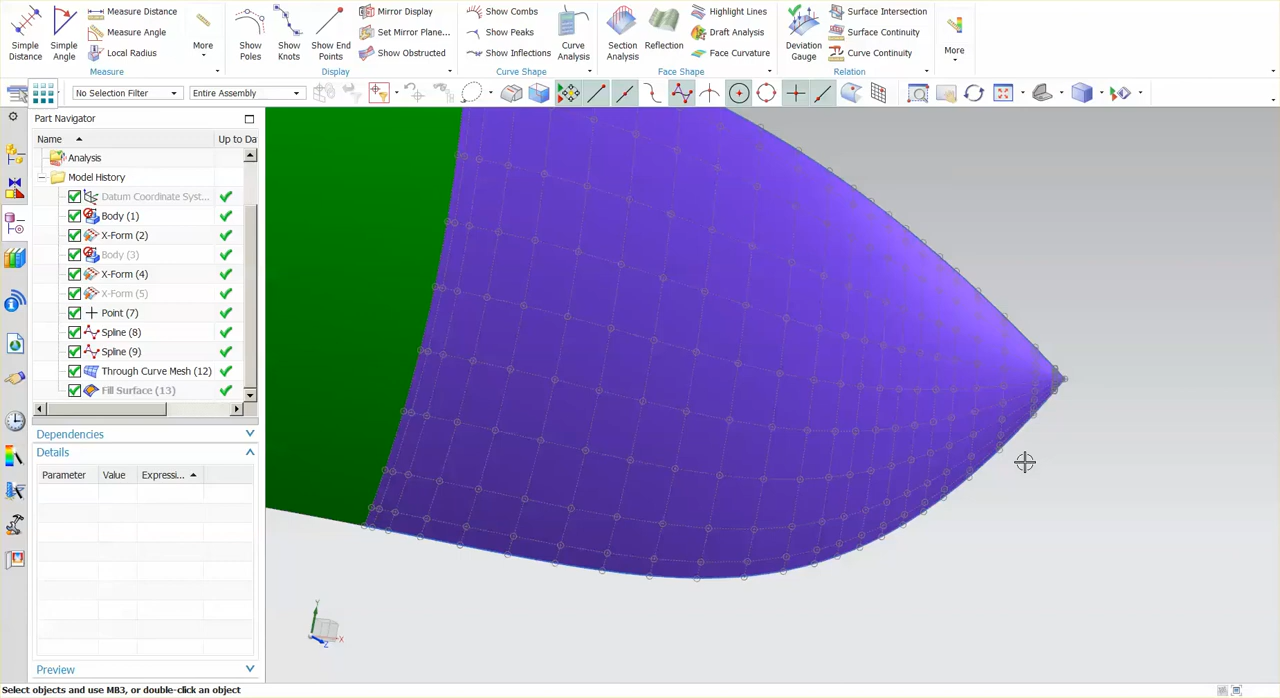 Simple Distance
Simple Angle
Measure Distance
Measure Angle
Local Radius
More
Measure
Show Poles
Show Knots
Show End Points
Mirror Display
Set Mirror Plane...
Show Obstructed
Display
Show Combs
Show Peaks
Show Inflections
Curve Analysis
Curve Shape
Section Analysis
Reflection
Highlight Lines
Draft Analysis
Face Curvature
Face Shape
Deviation Gauge
Surface Intersection
Surface Continuity
Curve Continuity
Relation
More
No Selection Filter
Entire Assembly
Part Navigator
Name
Up to Da
Analysis
Model History
Datum Coordinate Syst...
Body (1)
X-Form (2)
Body (3)
X-Form (4)
X-Form (5)
Point (7)
Spline (8)
Spline (9)
Through Curve Mesh (12)
Fill Surface (13)
Dependencies
Details
Parameter
Value
Expressi...
Preview
Y
X
Z
Select objects and use MB3, or double-click an object